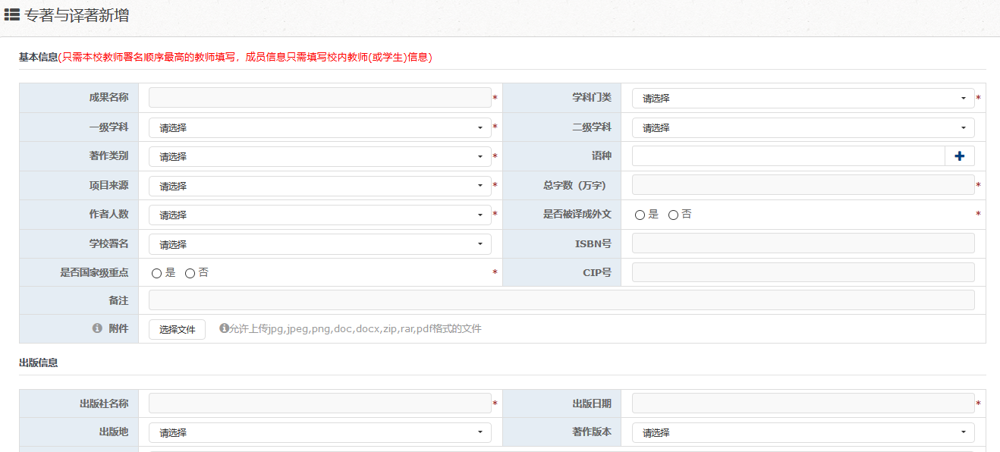 专著与译著新增
基本信息(只需本校教师署名顺序最高的教师填写，成员信息只需填写校内教师(或学生)信息)
成果名称 * 学科门类 请选择 *
一级学科 请选择 * 二级学科 请选择
著作类别 请选择 * 语种
项目来源 请选择 * 总字数（万字） *
作者人数 请选择 * 是否被译成外文 是 否 *
学校署名 请选择 ISBN号
是否国家级重点 是 否 * CIP号
备注
附件 选择文件 允许上传jpg,jpeg,png,doc,docx,zip,rar,pdf格式的文件
出版信息
出版社名称 * 出版日期 *
出版地 请选择 著作版本 请选择